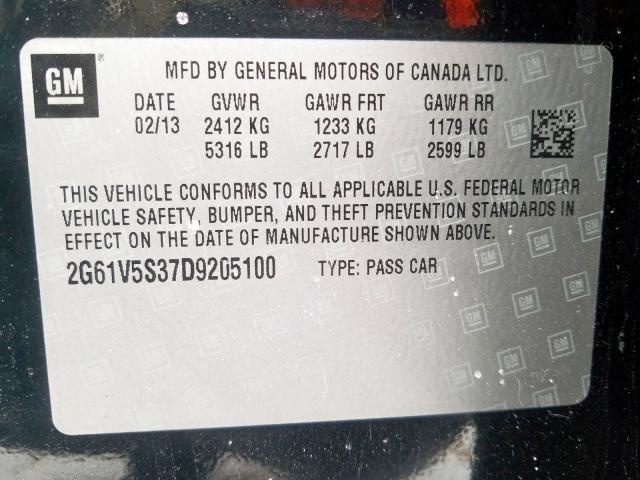 GM
MFD BY GENERAL MOTORS OF CANADA LTD.
DATE GVWR GAWR FRT GAWR RR
02/13 2412 KG 1233 KG 1179 KG
5316 LB 2717 LB 2599 LB
THIS VEHICLE CONFORMS TO ALL APPLICABLE U.S. FEDERAL MOTOR
VEHICLE SAFETY, BUMPER, AND THEFT PREVENTION STANDARDS IN
EFFECT ON THE DATE OF MANUFACTURE SHOWN ABOVE.
2G61V5S37D9205100 TYPE: PASS CAR